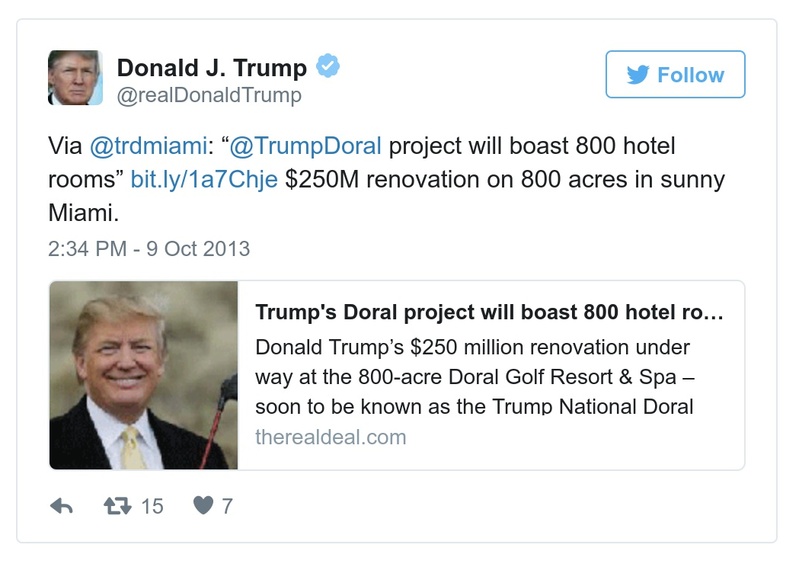 Donald J. Trump
@realDonaldTrump
Follow
Via @trdmiami: “@TrumpDoral project will boast 800 hotel
rooms” bit.ly/1a7Chje $250M renovation on 800 acres in sunny
Miami.
2:34 PM - 9 Oct 2013
Trump's Doral project will boast 800 hotel ro…
Donald Trump’s $250 million renovation under
way at the 800-acre Doral Golf Resort & Spa –
soon to be known as the Trump National Doral
therealdeal.com
15 7